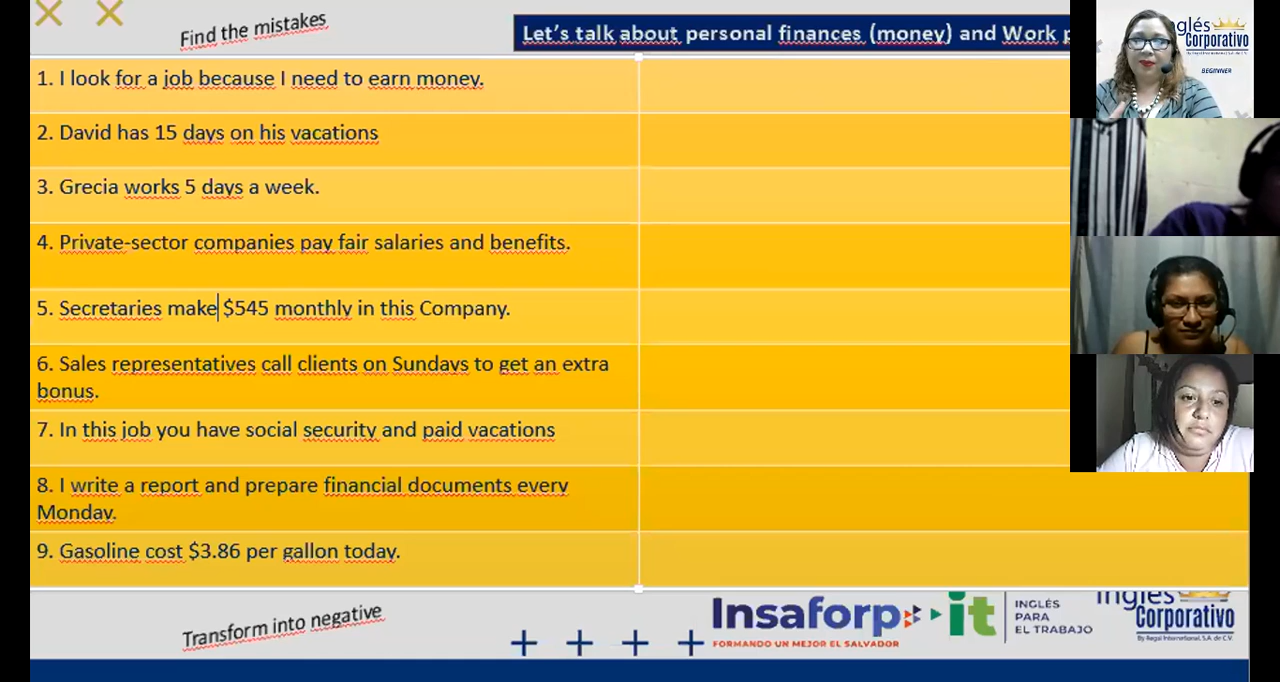 Find the mistakes
Let's talk about personal finances (money) and Work
1. I look for a job because I need to earn money.
2. David has 15 days on his vacations
3. Grecia works 5 days a week.
4. Private-sector companies pay fair salaries and benefits.
5. Secretaries make $545 monthly in this Company.
6. Sales representatives call clients on Sundays to get an extra
bonus.
7. In this job you have social security and paid vacations
8. I write a report and prepare financial documents every
Monday.
9. Gasoline cost $3.86 per gallon today.
Transform into negative
Insaforp
FORMANDO UN MEJOR EL SALVADOR
it
INGLÉS
PARA
EL TRABAJO
Inglés
Corporativo
By Regal International, S.A. de C.V.
Inglés
Corporativo
BEGINNER